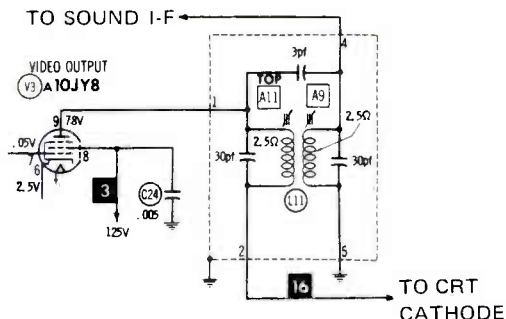 TO SOUND I-F
4
3pf
VIDEO OUTPUT
V3 A 10JY8
TOP
A11
A9
1
9
78V
2.5Ω
2.5Ω
.05V
7
8
6
30pf
30pf
2.5V
3
C24
.005
L11
125V
2
5
16
TO CRT
CATHODE